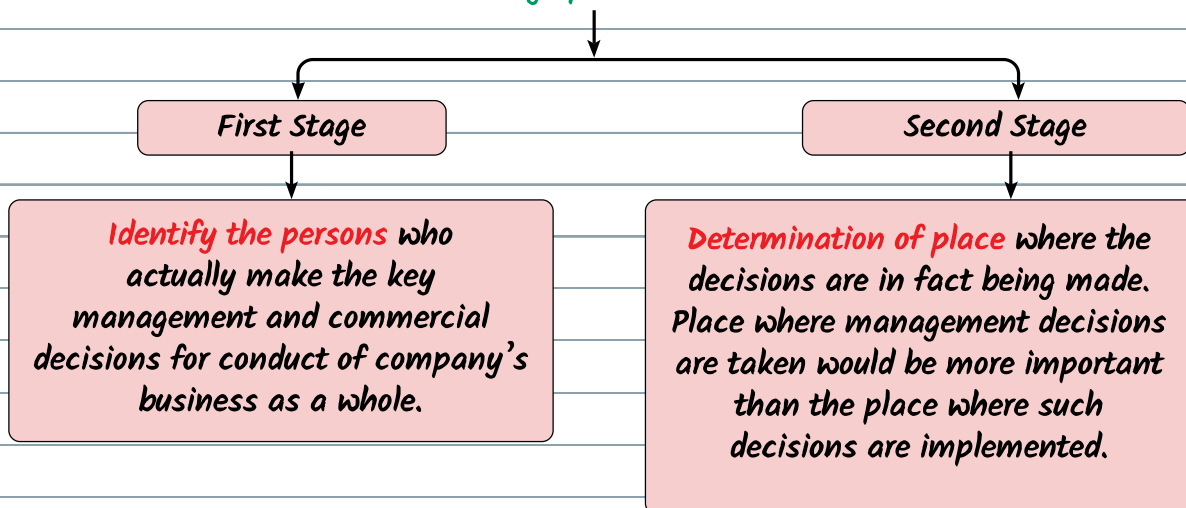 First Stage
Identify the persons who
actually make the key
management and commercial
decisions for conduct of company's
business as a whole.
Second Stage
Determination of place where the
decisions are in fact being made.
Place where management decisions
are taken would be more important
than the place where such
decisions are implemented.